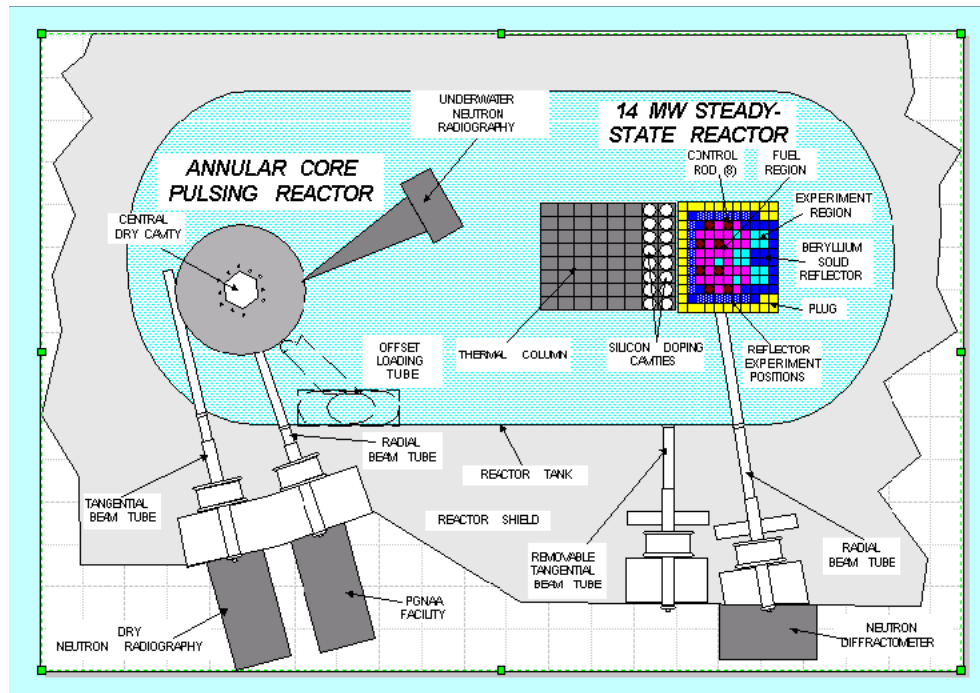 UNDERWATER
NEUTRON
RADIOGRAPHY
14 MW STEADY-
STATE REACTOR
ANNULAR CORE
PULSING REACTOR
CONTROL
ROD (8)
FUEL
REGION
CENTRAL
DRY CAVITY
EXPERIMENT
REGION
BERYLLIUM
SOLID
REFLECTOR
PLUG
OFFSET
LOADING
TUBE
THERMAL COLUMN
SILICON DOPING
CAVITIES
REFLECTOR
EXPERIMENT
POSITIONS
RADIAL
BEAM TUBE
REACTOR TANK
TANGENTIAL
BEAM TUBE
REACTOR SHIELD
REMOVABLE
TANGENTIAL
BEAM TUBE
RADIAL
BEAM TUBE
PGNAA
FACILITY
DRY
NEUTRON RADIOGRAPHY
NEUTRON
DIFFRACTOMETER